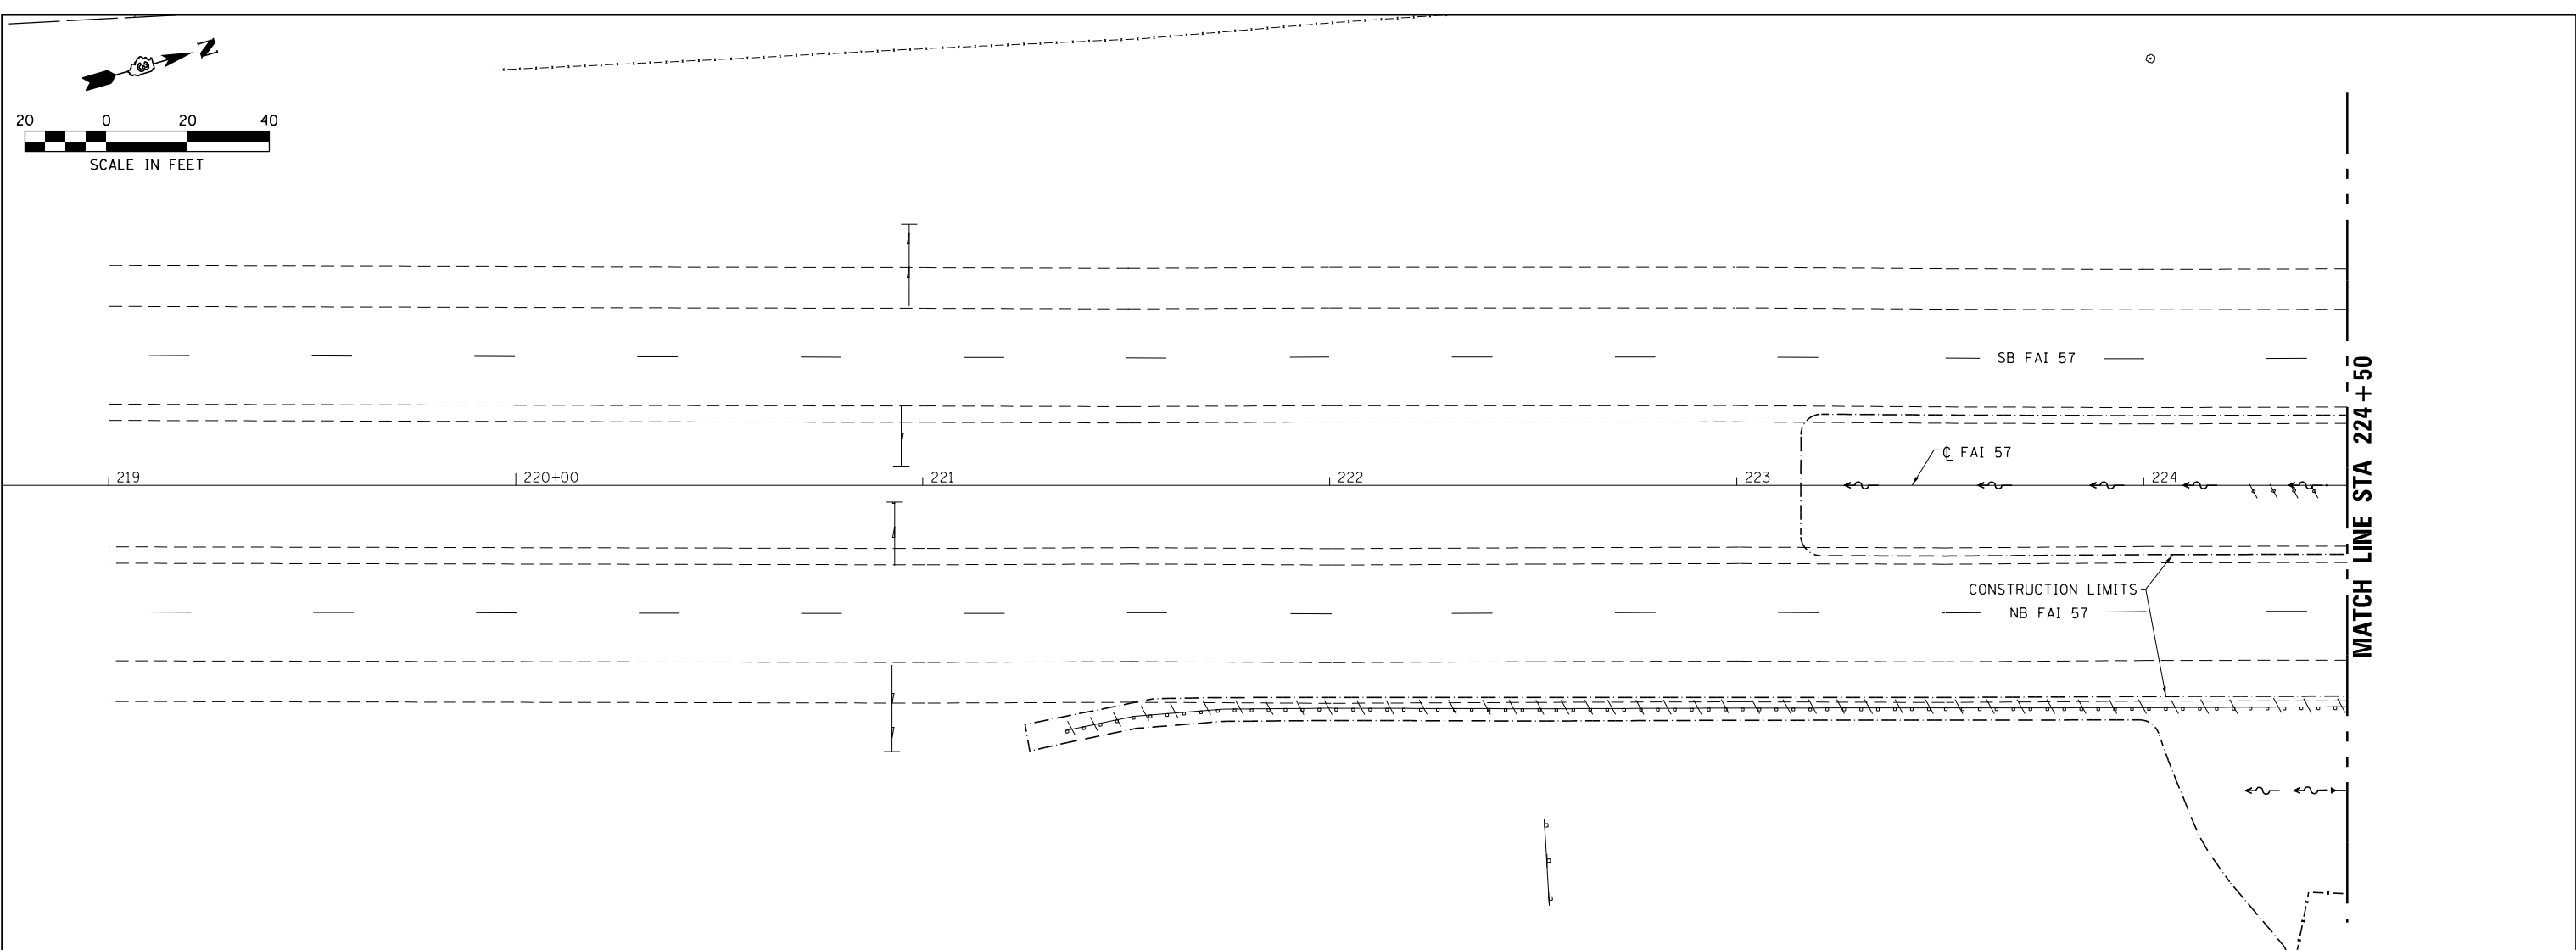 N
20 0 20 40
SCALE IN FEET
SB FAI 57
℄ FAI 57
219 220+00 221 222 223 224
CONSTRUCTION LIMITS
NB FAI 57
MATCH LINE STA 224+50